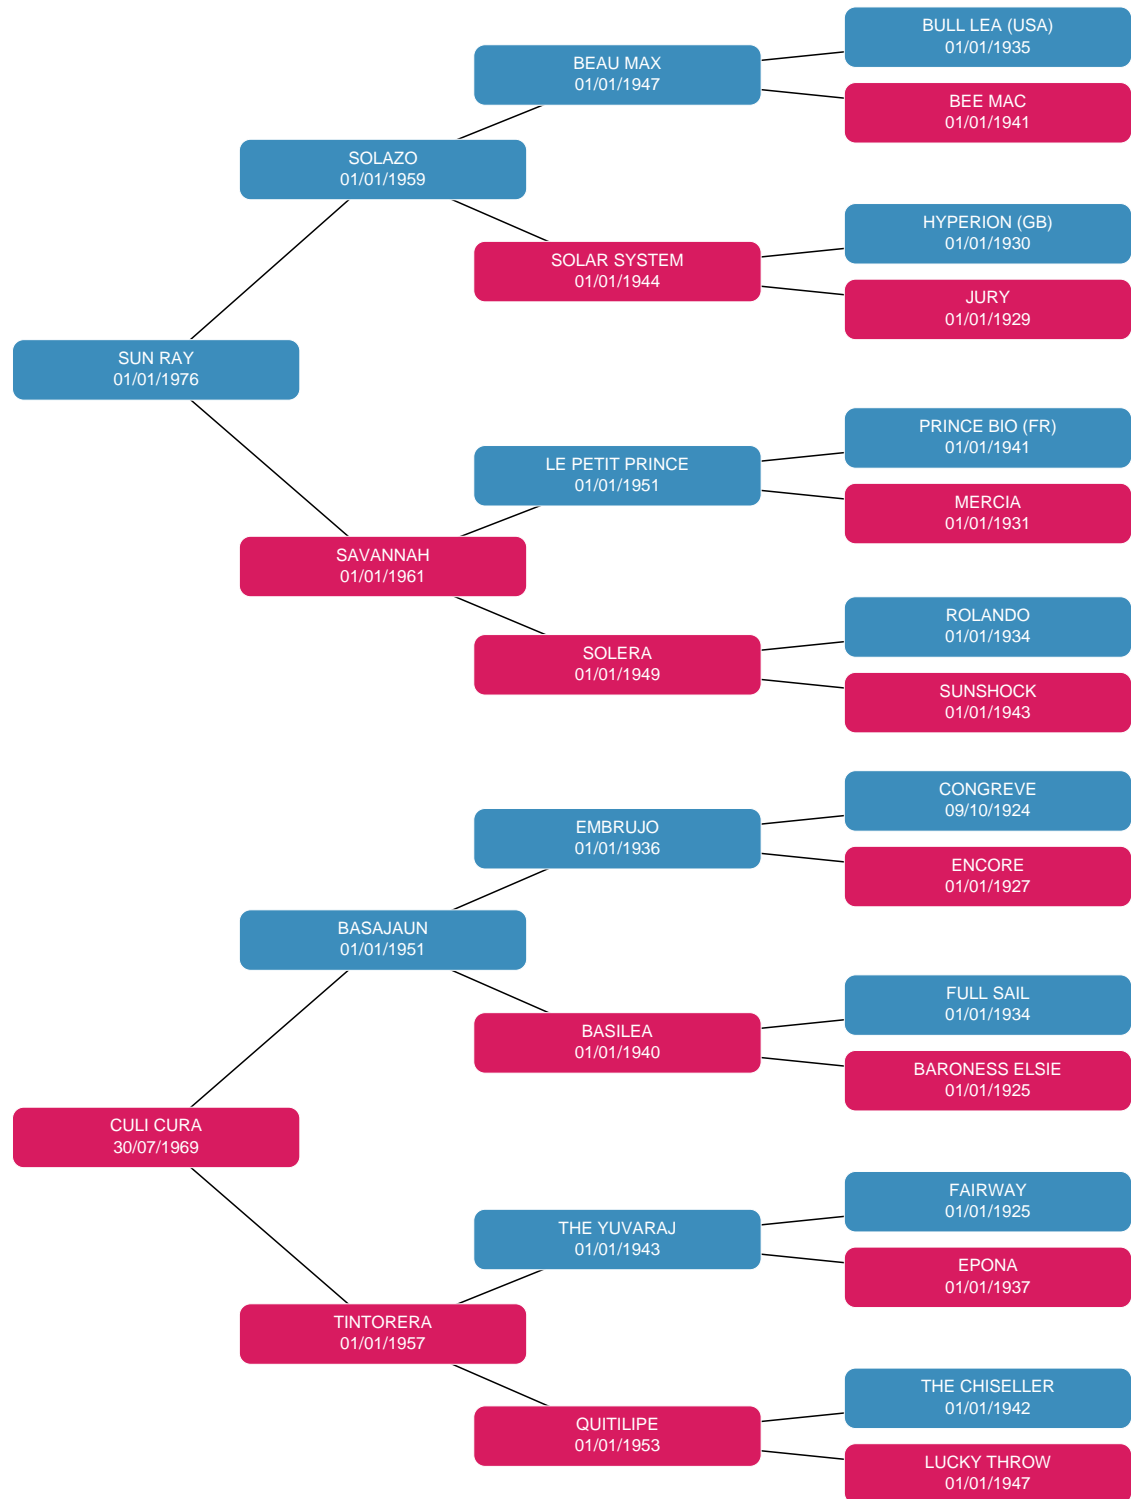 BULL LEA (USA)
01/01/1935
BEAU MAX
01/01/1947
BEE MAC
01/01/1941
SOLAZO
01/01/1959
HYPERION (GB)
01/01/1930
SOLAR SYSTEM
01/01/1944
JURY
01/01/1929
SUN RAY
01/01/1976
PRINCE BIO (FR)
01/01/1941
LE PETIT PRINCE
01/01/1951
MERCIA
01/01/1931
SAVANNAH
01/01/1961
ROLANDO
01/01/1934
SOLERA
01/01/1949
SUNSHOCK
01/01/1943
CONGREVE
09/10/1924
EMBRUJO
01/01/1936
ENCORE
01/01/1927
BASAJAUN
01/01/1951
FULL SAIL
01/01/1934
BASILEA
01/01/1940
BARONESS ELSIE
01/01/1925
CULI CURA
30/07/1969
FAIRWAY
01/01/1925
THE YUVARAJ
01/01/1943
EPONA
01/01/1937
TINTORERA
01/01/1957
THE CHISELLER
01/01/1942
QUITILIPE
01/01/1953
LUCKY THROW
01/01/1947